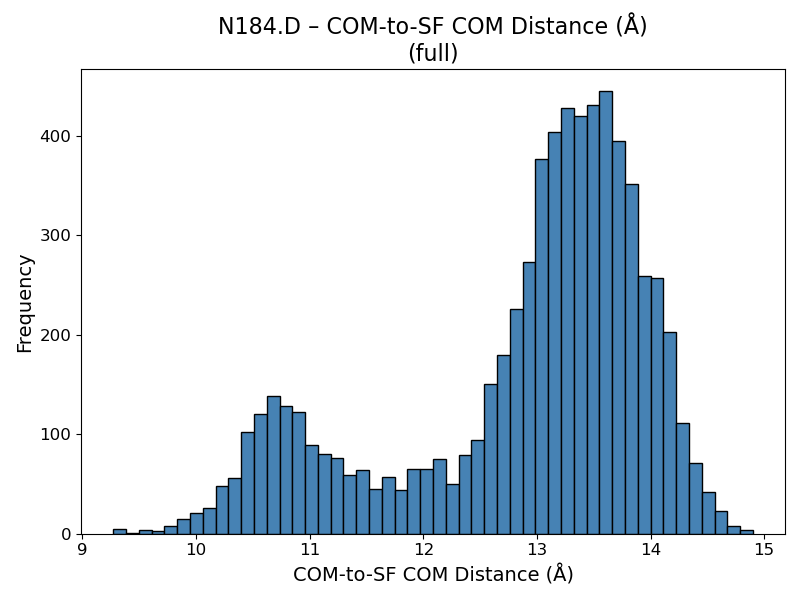 N184.D – COM-to-SF COM Distance (Å)
(full)
400
300
200
100
0
Frequency
9 10 11 12 13 14 15
COM-to-SF COM Distance (Å)